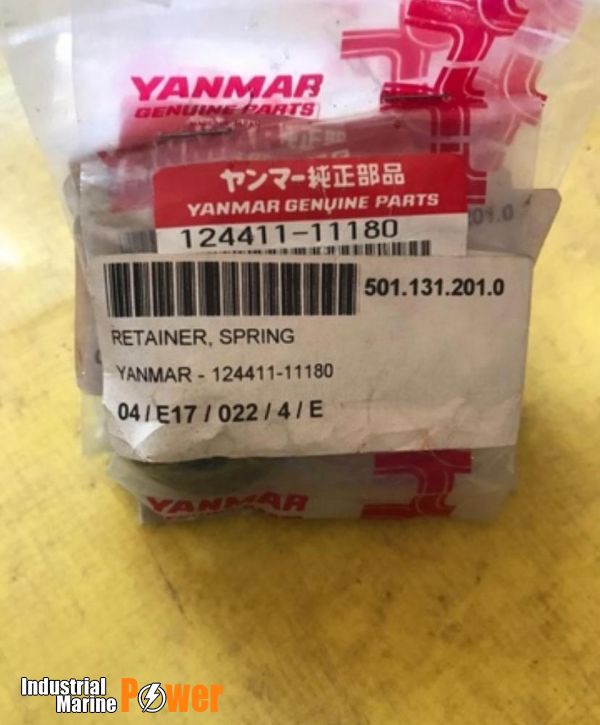 YANMAR
GENUINE PARTS
ヤンマー純正部品
YANMAR GENUINE PARTS
124411-11180
501.131.201.0
RETAINER, SPRING
YANMAR - 124411-11180
04 / E17 / 022 / 4 / E
YANMAR
Industrial
Marine Power